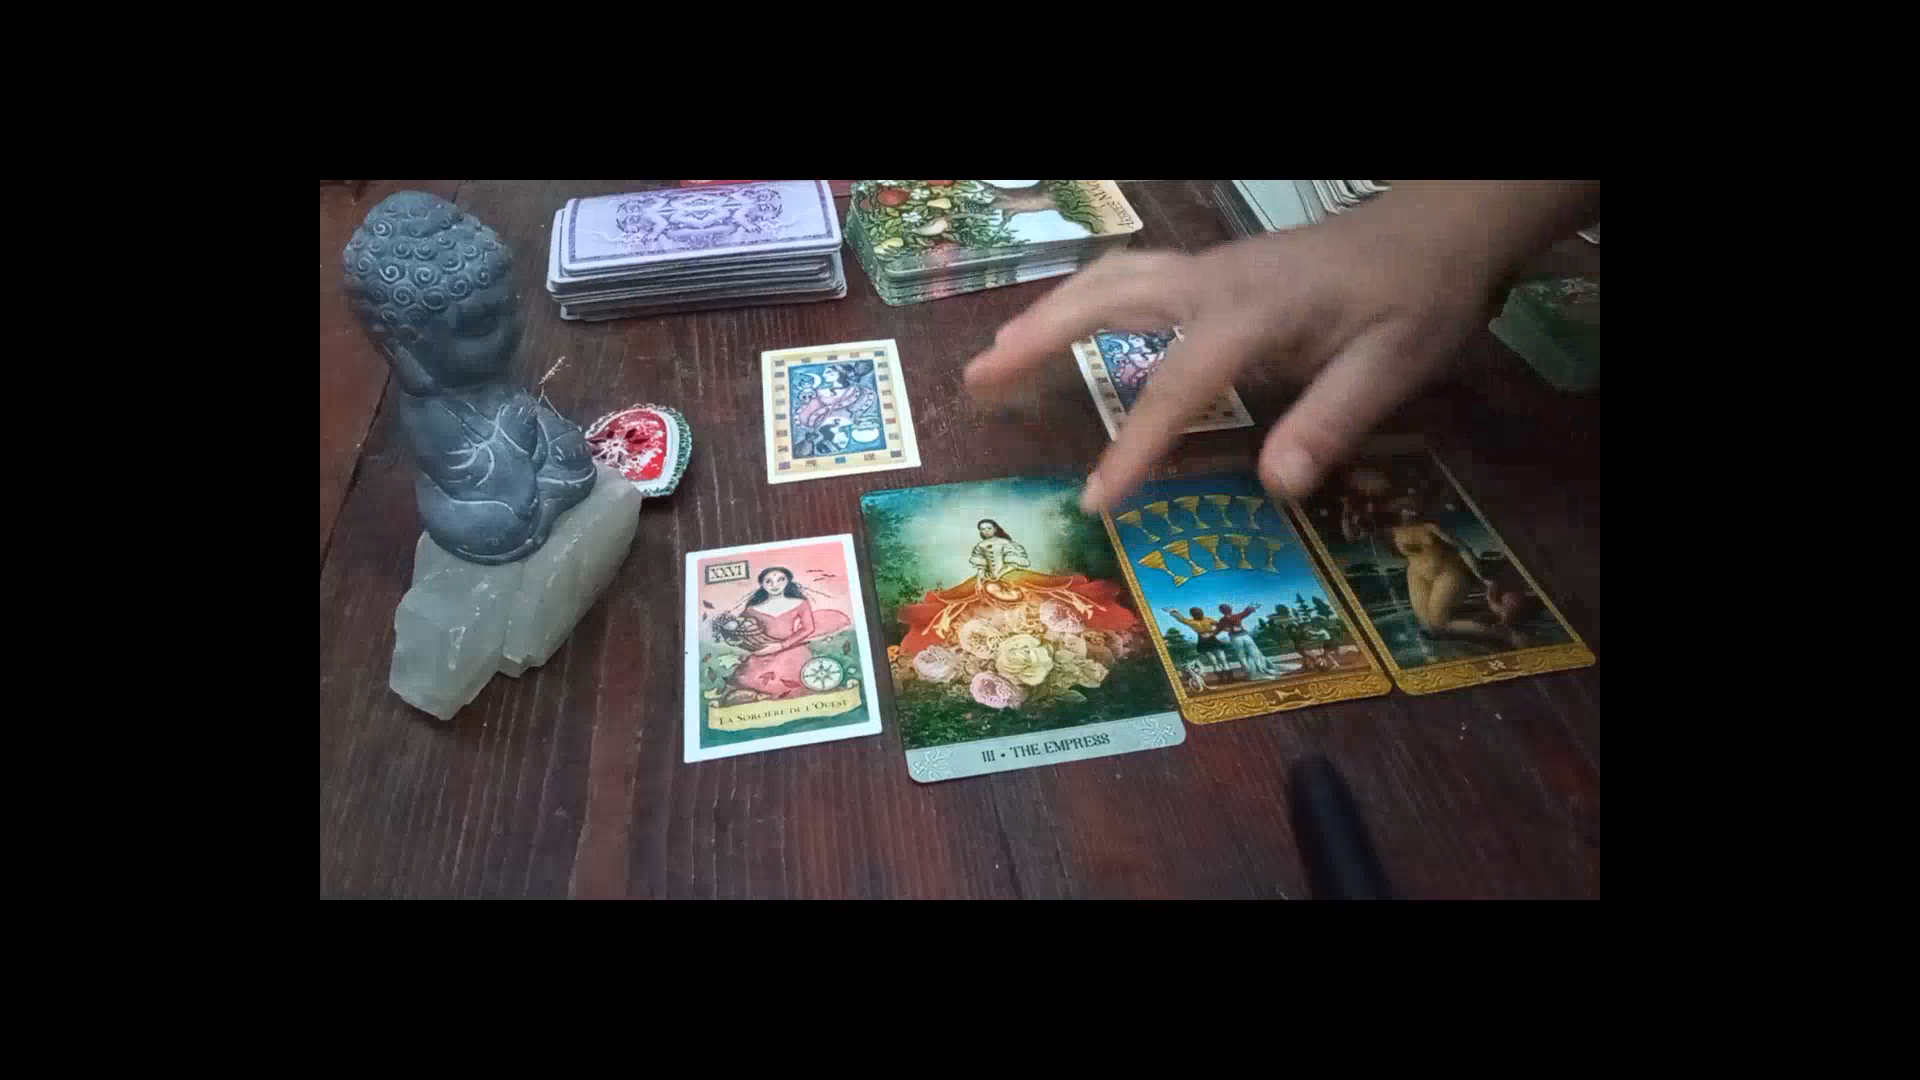 XXVI
LA SORCIÈRE DE L'OUEST
III • THE EMPRESS